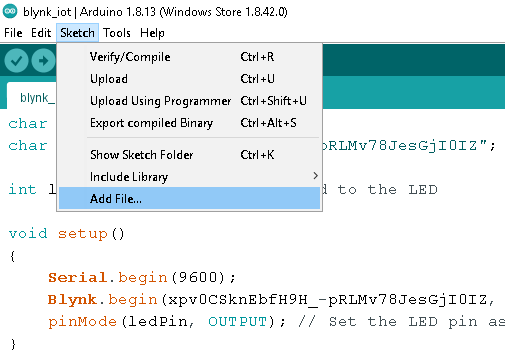 blynk_iot | Arduino 1.8.13 (Windows Store 1.8.42.0)
File Edit Sketch Tools Help
Verify/Compile Ctrl+R
Upload Ctrl+U
Upload Using Programmer Ctrl+Shift+U
Export compiled Binary Ctrl+Alt+S
Show Sketch Folder Ctrl+K
Include Library
Add File...
blynk_
char
char pRLMv78JesGjI0IZ";
int l d to the LED
void setup()
{
Serial.begin(9600);
Blynk.begin(xpv0CSknEbfH9H_-pRLMv78JesGjI0IZ,
pinMode(ledPin, OUTPUT); // Set the LED pin as
}